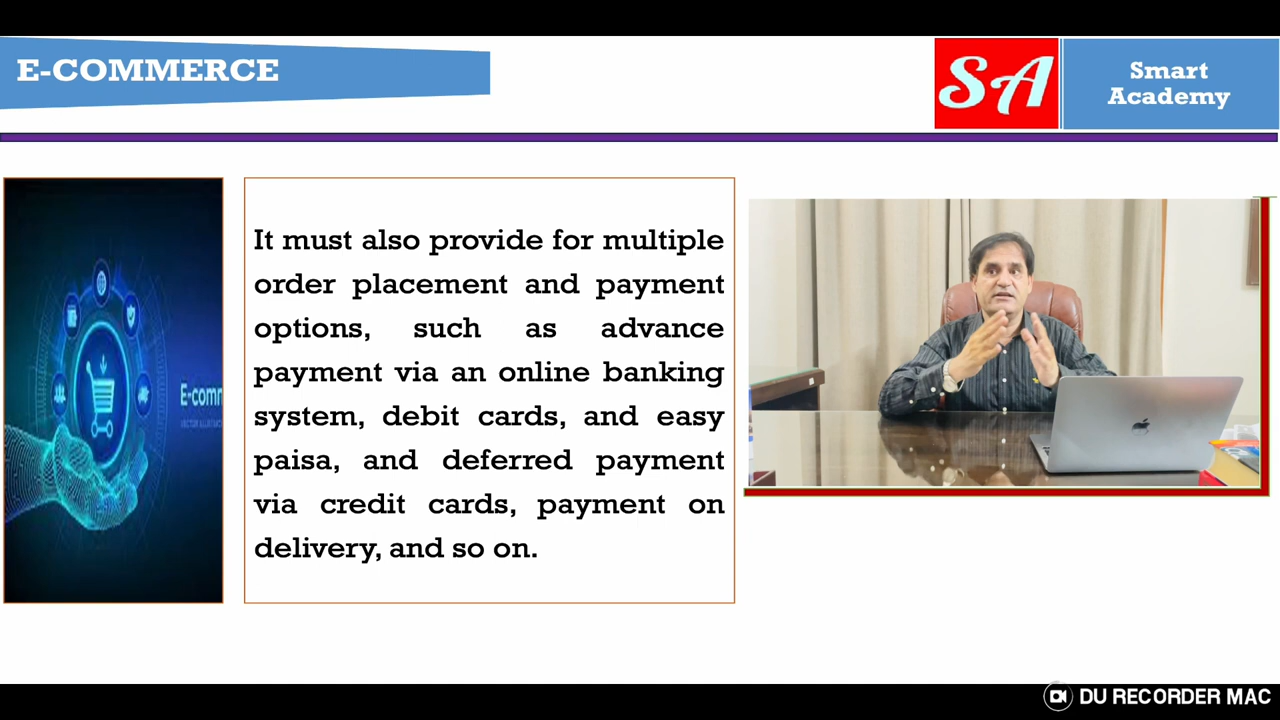 E-COMMERCE
SA
Smart
Academy
It must also provide for multiple
order placement and payment
options, such as advance
payment via an online banking
system, debit cards, and easy
paisa, and deferred payment
via credit cards, payment on
delivery, and so on.
E-comm
DU RECORDER MAC